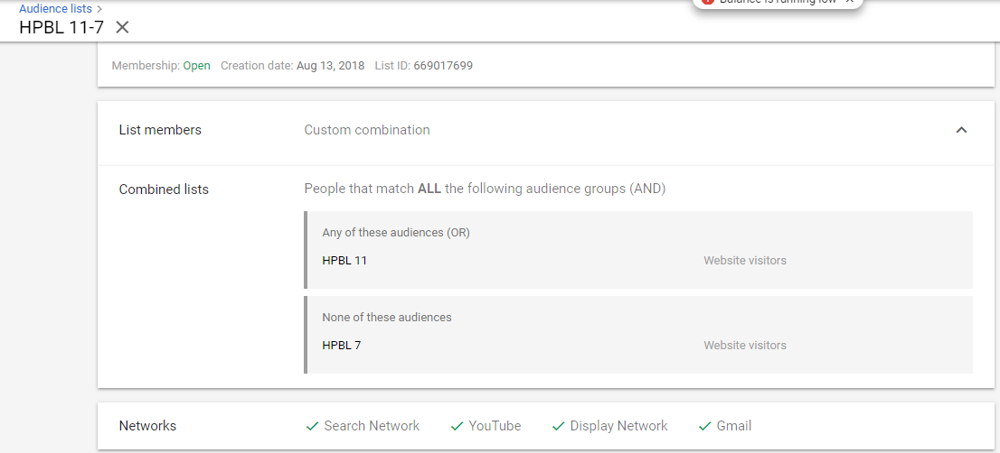 Audience lists >
Balance is running low
HPBL 11-7
Membership: Open Creation date: Aug 13, 2018 List ID: 669017699
List members Custom combination
Combined lists People that match ALL the following audience groups (AND)
Any of these audiences (OR)
HPBL 11 Website visitors
None of these audiences
HPBL 7 Website visitors
Networks Search Network YouTube Display Network Gmail